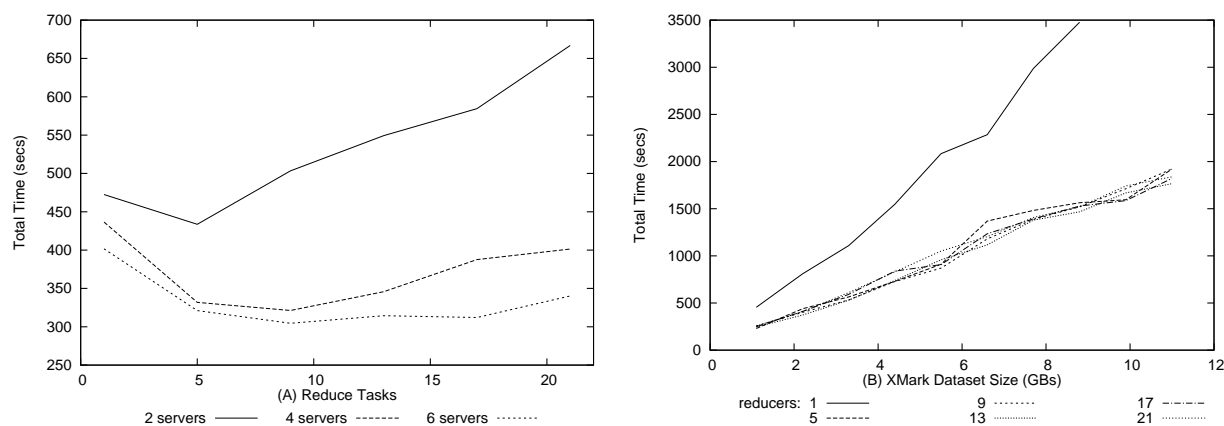 700
650
600
550
500
450
400
350
300
250
Total Time (secs)
0 5 10 15 20
(A) Reduce Tasks
2 servers 4 servers 6 servers
3500
3000
2500
2000
1500
1000
500
0
Total Time (secs)
0 2 4 6 8 10 12
(B) XMark Dataset Size (GBs)
reducers: 1 9 17
5 13 21